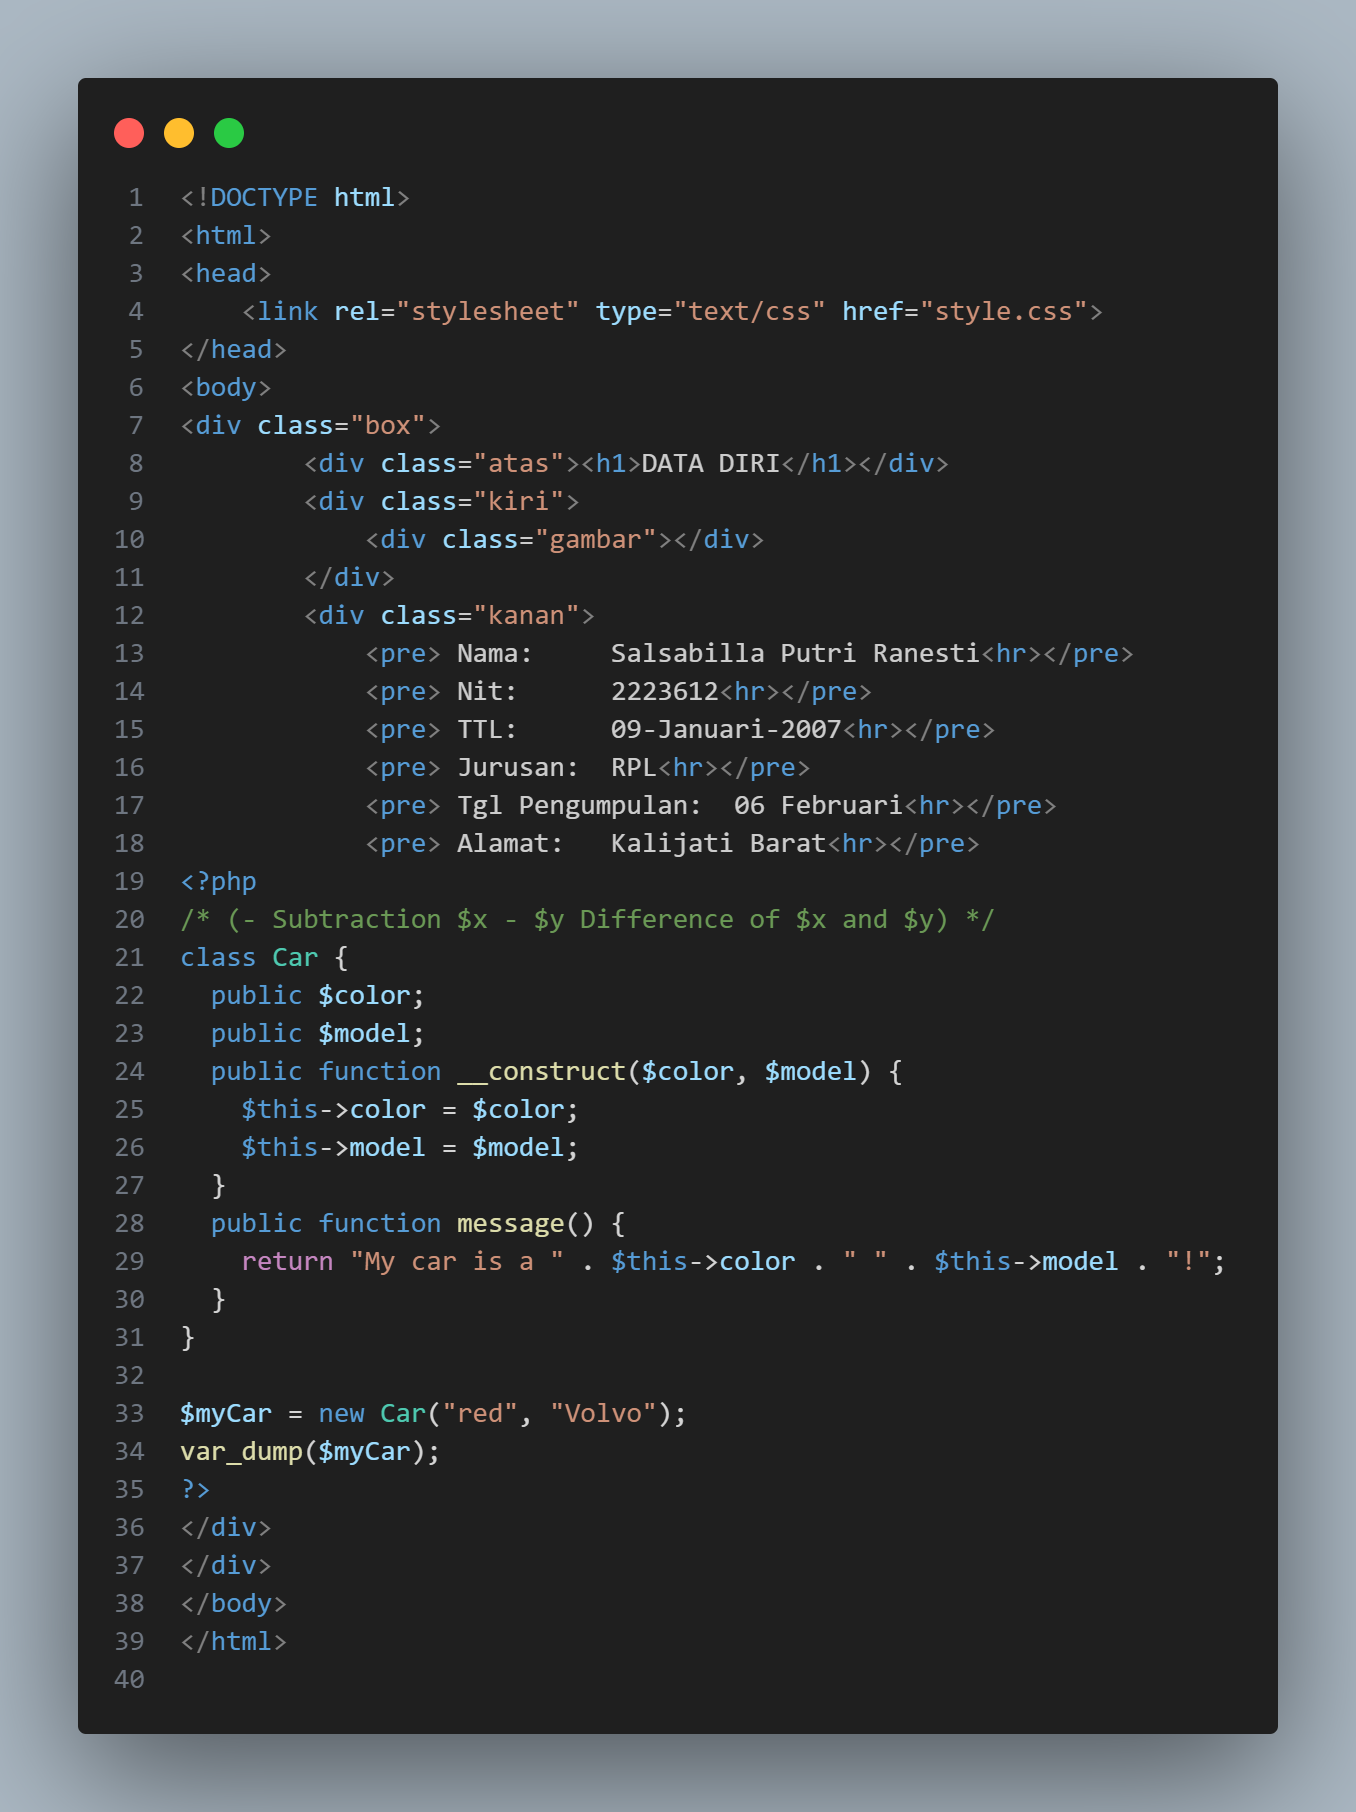 1 <!DOCTYPE html>
2 <html>
3 <head>
4     <link rel="stylesheet" type="text/css" href="style.css">
5 </head>
6 <body>
7 <div class="box">
8         <div class="atas"><h1>DATA DIRI</h1></div>
9         <div class="kiri">
10             <div class="gambar"></div>
11         </div>
12         <div class="kanan">
13             <pre> Nama:     Salsabilla Putri Ranesti<hr></pre>
14             <pre> Nit:      2223612<hr></pre>
15             <pre> TTL:      09-Januari-2007<hr></pre>
16             <pre> Jurusan:  RPL<hr></pre>
17             <pre> Tgl Pengumpulan:  06 Februari<hr></pre>
18             <pre> Alamat:   Kalijati Barat<hr></pre>
19 <?php
20 /* (- Subtraction $x - $y Difference of $x and $y) */
21 class Car {
22   public $color;
23   public $model;
24   public function __construct($color, $model) {
25     $this->color = $color;
26     $this->model = $model;
27   }
28   public function message() {
29     return "My car is a " . $this->color . " " . $this->model . "!";
30   }
31 }
32
33 $myCar = new Car("red", "Volvo");
34 var_dump($myCar);
35 ?>
36 </div>
37 </div>
38 </body>
39 </html>
40